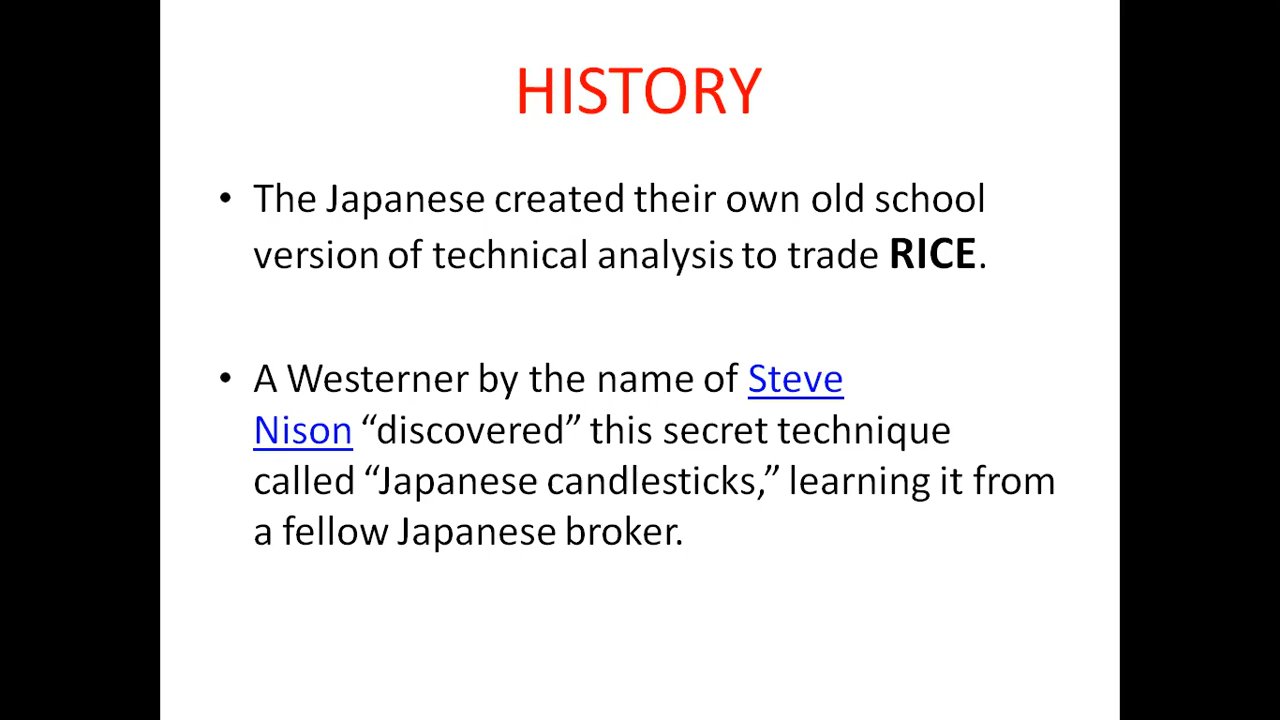 HISTORY
• The Japanese created their own old school
version of technical analysis to trade RICE.
• A Westerner by the name of Steve
Nison “discovered” this secret technique
called “Japanese candlesticks,” learning it from
a fellow Japanese broker.